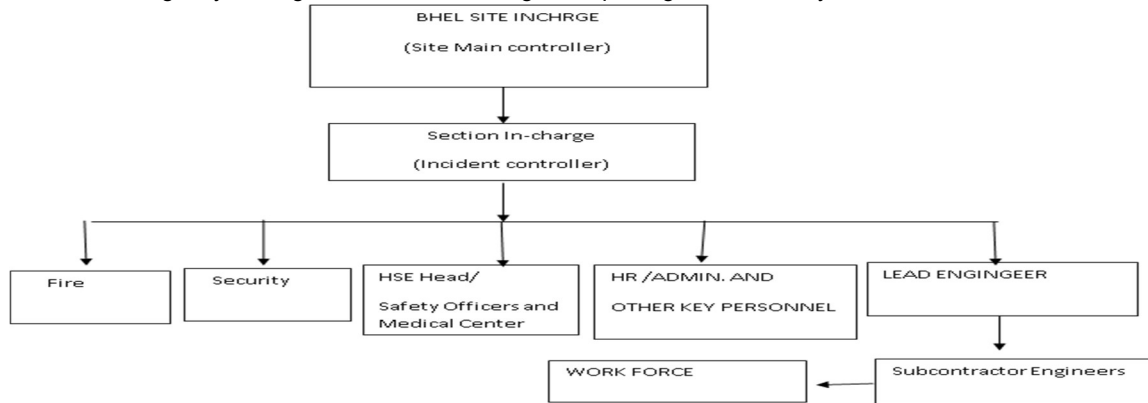 BHEL SITE INCHRGE
(Site Main controller)
Section In-charge
(Incident controller)
Fire
Security
HSE Head/
Safety Officers and
Medical Center
HR /ADMIN. AND
OTHER KEY PERSONNEL
LEAD ENGINGEER
WORK FORCE
Subcontractor Engineers